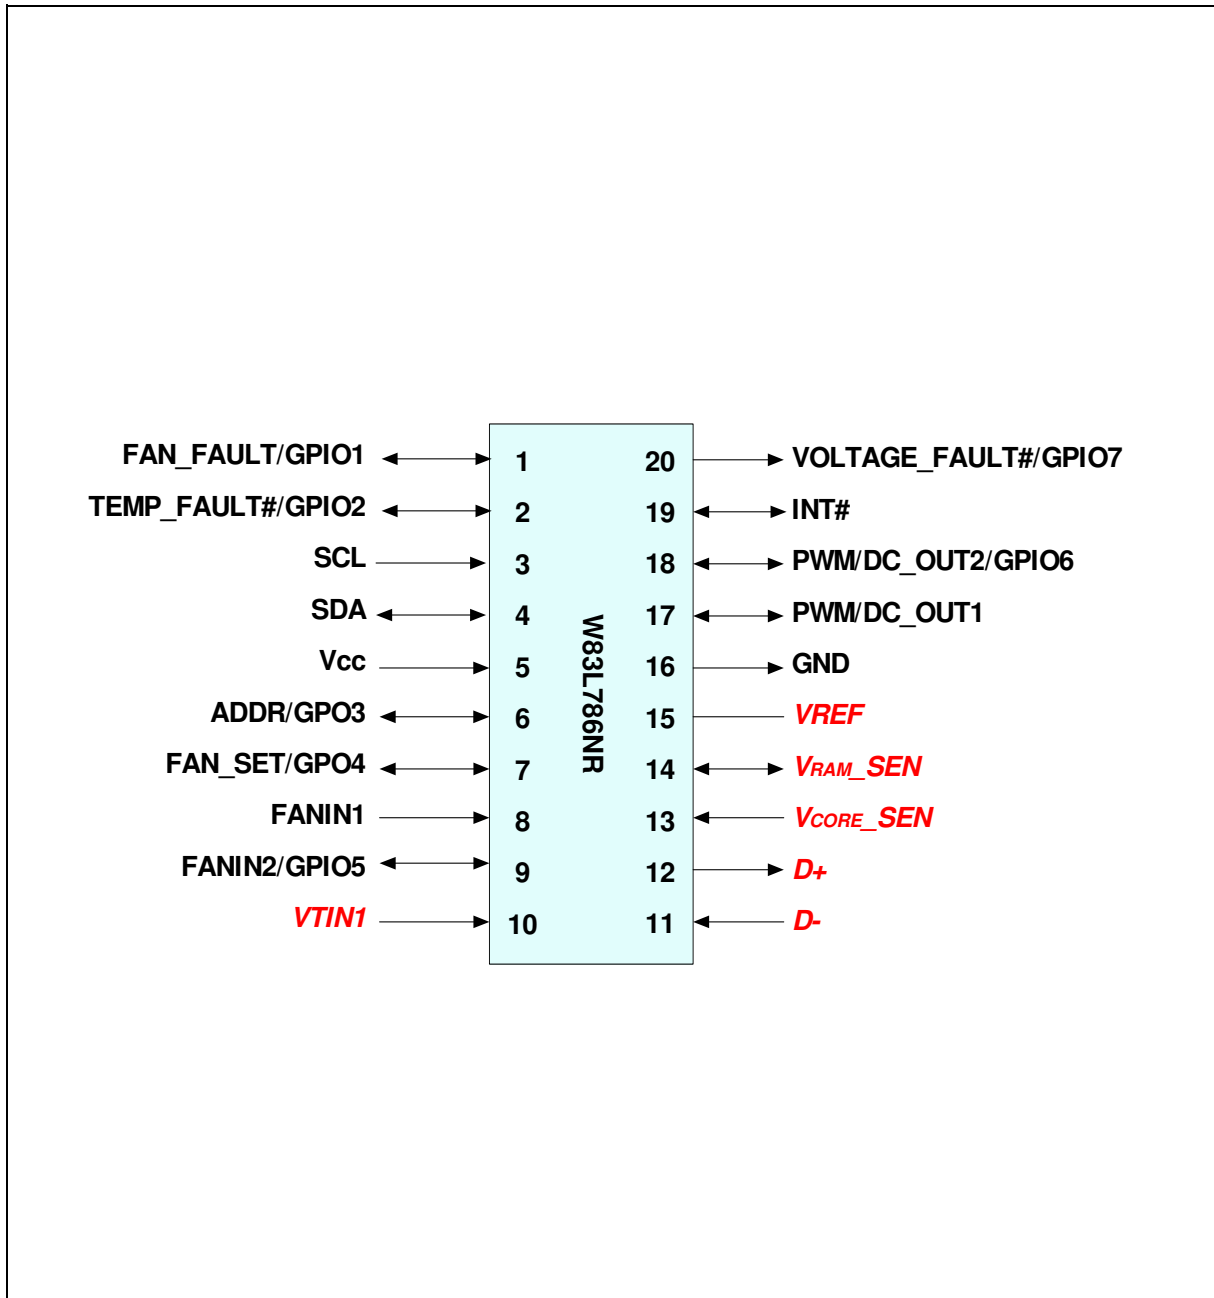 FAN_FAULT/GPIO1 1 20 VOLTAGE_FAULT#/GPIO7
TEMP_FAULT#/GPIO2 2 19 INT#
SCL 3 18 PWM/DC_OUT2/GPIO6
SDA 4 17 PWM/DC_OUT1
Vcc 5 16 GND
ADDR/GPO3 6 15 VREF
FAN_SET/GPO4 7 14 VRAM_SEN
FANIN1 8 13 VCORE_SEN
FANIN2/GPIO5 9 12 D+
VTIN1 10 11 D-
W83L786NR